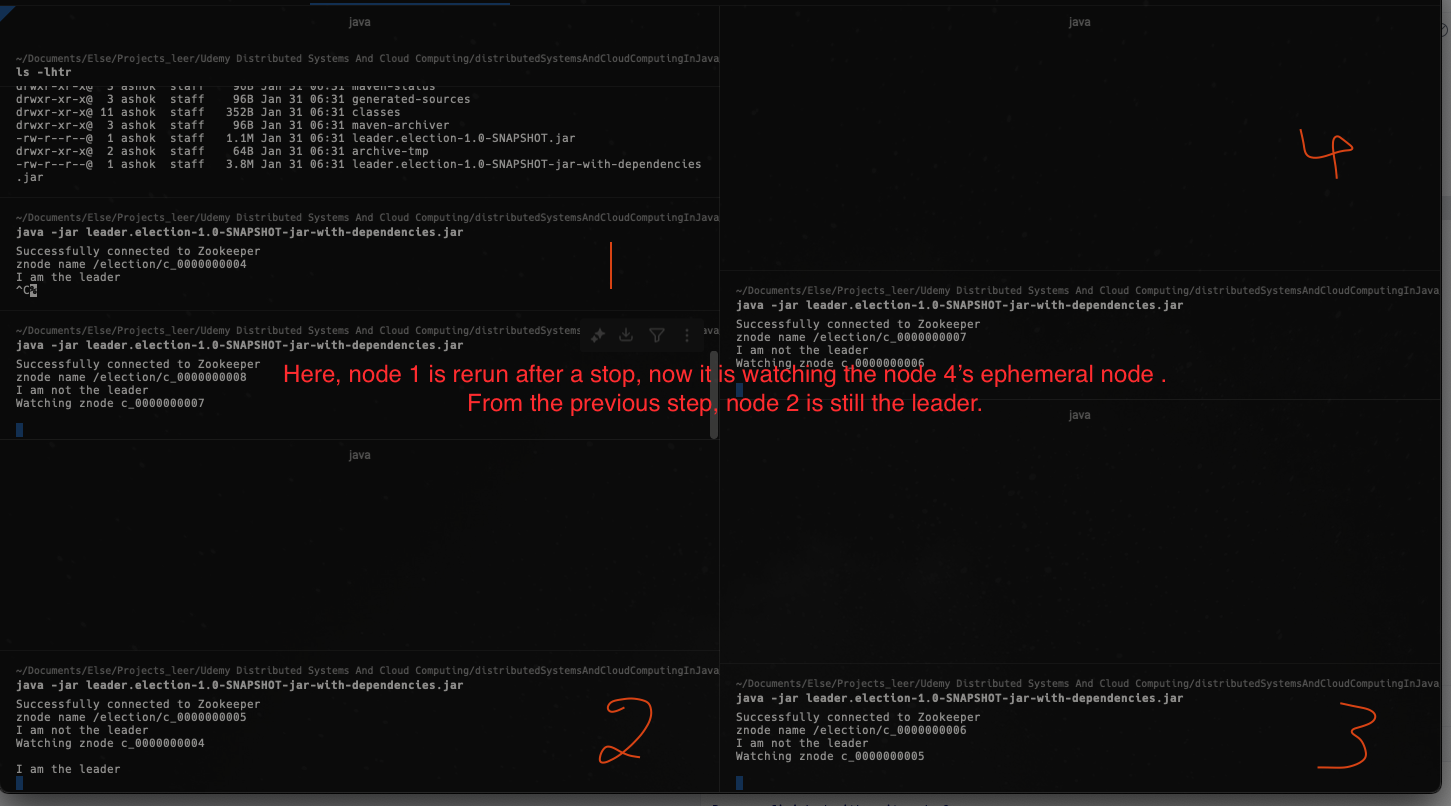 java
~/Documents/Else/Projects_leer/Udemy Distributed Systems And Cloud Computing/distributedSystemsAndCloudComputingInJava
ls -lhtr
drwxr-xr-x@ 3 ashok staff 96B Jan 31 06:31 maven-status
drwxr-xr-x@ 3 ashok staff 96B Jan 31 06:31 generated-sources
drwxr-xr-x@ 11 ashok staff 352B Jan 31 06:31 classes
drwxr-xr-x@ 3 ashok staff 96B Jan 31 06:31 maven-archiver
-rw-r--r--@ 1 ashok staff 1.1M Jan 31 06:31 leader.election-1.0-SNAPSHOT.jar
drwxr-xr-x@ 2 ashok staff 64B Jan 31 06:31 archive-tmp
-rw-r--r--@ 1 ashok staff 3.8M Jan 31 06:31 leader.election-1.0-SNAPSHOT-jar-with-dependencies
.jar
~/Documents/Else/Projects_leer/Udemy Distributed Systems And Cloud Computing/distributedSystemsAndCloudComputingInJava
java -jar leader.election-1.0-SNAPSHOT-jar-with-dependencies.jar
Successfully connected to Zookeeper
znode name /election/c_0000000004
I am the leader
^C%
1
~/Documents/Else/Projects_leer/Udemy Distributed Systems And Cloud Computing/distributedSystems
java -jar leader.election-1.0-SNAPSHOT-jar-with-dependencies.jar
Successfully connected to Zookeeper
znode name /election/c_0000000008
I am not the leader
Watching znode c_0000000007
Here, node 1 is rerun after a stop, now it is watching the node 4's ephemeral node .
From the previous step, node 2 is still the leader.
java
~/Documents/Else/Projects_leer/Udemy Distributed Systems And Cloud Computing/distributedSystemsAndCloudComputingInJava
java -jar leader.election-1.0-SNAPSHOT-jar-with-dependencies.jar
Successfully connected to Zookeeper
znode name /election/c_0000000005
I am not the leader
Watching znode c_0000000004
I am the leader
2
java
4
~/Documents/Else/Projects_leer/Udemy Distributed Systems And Cloud Computing/distributedSystemsAndCloudComputingInJava
java -jar leader.election-1.0-SNAPSHOT-jar-with-dependencies.jar
Successfully connected to Zookeeper
znode name /election/c_0000000007
I am not the leader
Watching znode c_0000000006
java
~/Documents/Else/Projects_leer/Udemy Distributed Systems And Cloud Computing/distributedSystemsAndCloudComputingInJava
java -jar leader.election-1.0-SNAPSHOT-jar-with-dependencies.jar
Successfully connected to Zookeeper
znode name /election/c_0000000006
I am not the leader
Watching znode c_0000000005
3